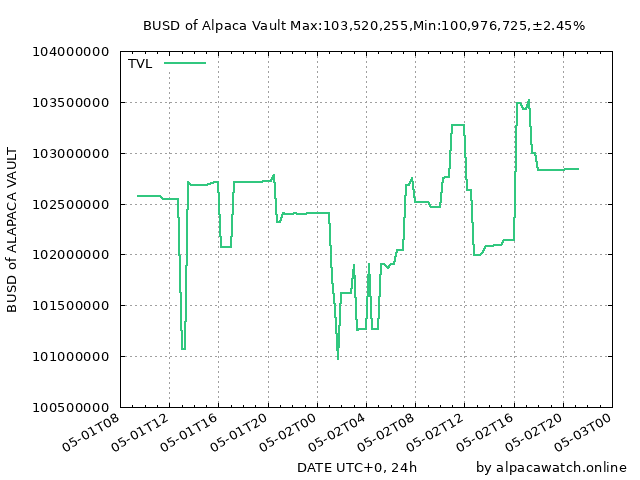 BUSD of Alpaca Vault Max:103,520,255,Min:100,976,725,±2.45%
TVL
104000000
103500000
103000000
102500000
102000000
101500000
101000000
100500000
BUSD of ALAPACA VAULT
05-01T08
05-01T12
05-01T16
05-01T20
05-02T00
05-02T04
05-02T08
05-02T12
05-02T16
05-02T20
05-03T00
DATE UTC+0, 24h
by alpacawatch.online